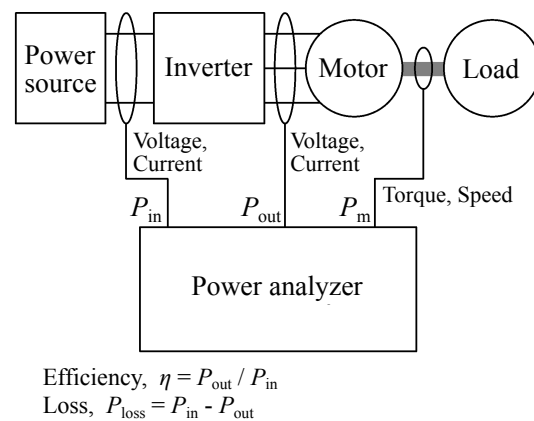 Power
source
Inverter
Motor
Load
Voltage,
Current
Voltage,
Current
Torque, Speed
P_in
P_out
P_m
Power analyzer
Efficiency, η = P_out / P_in
Loss, P_loss = P_in - P_out